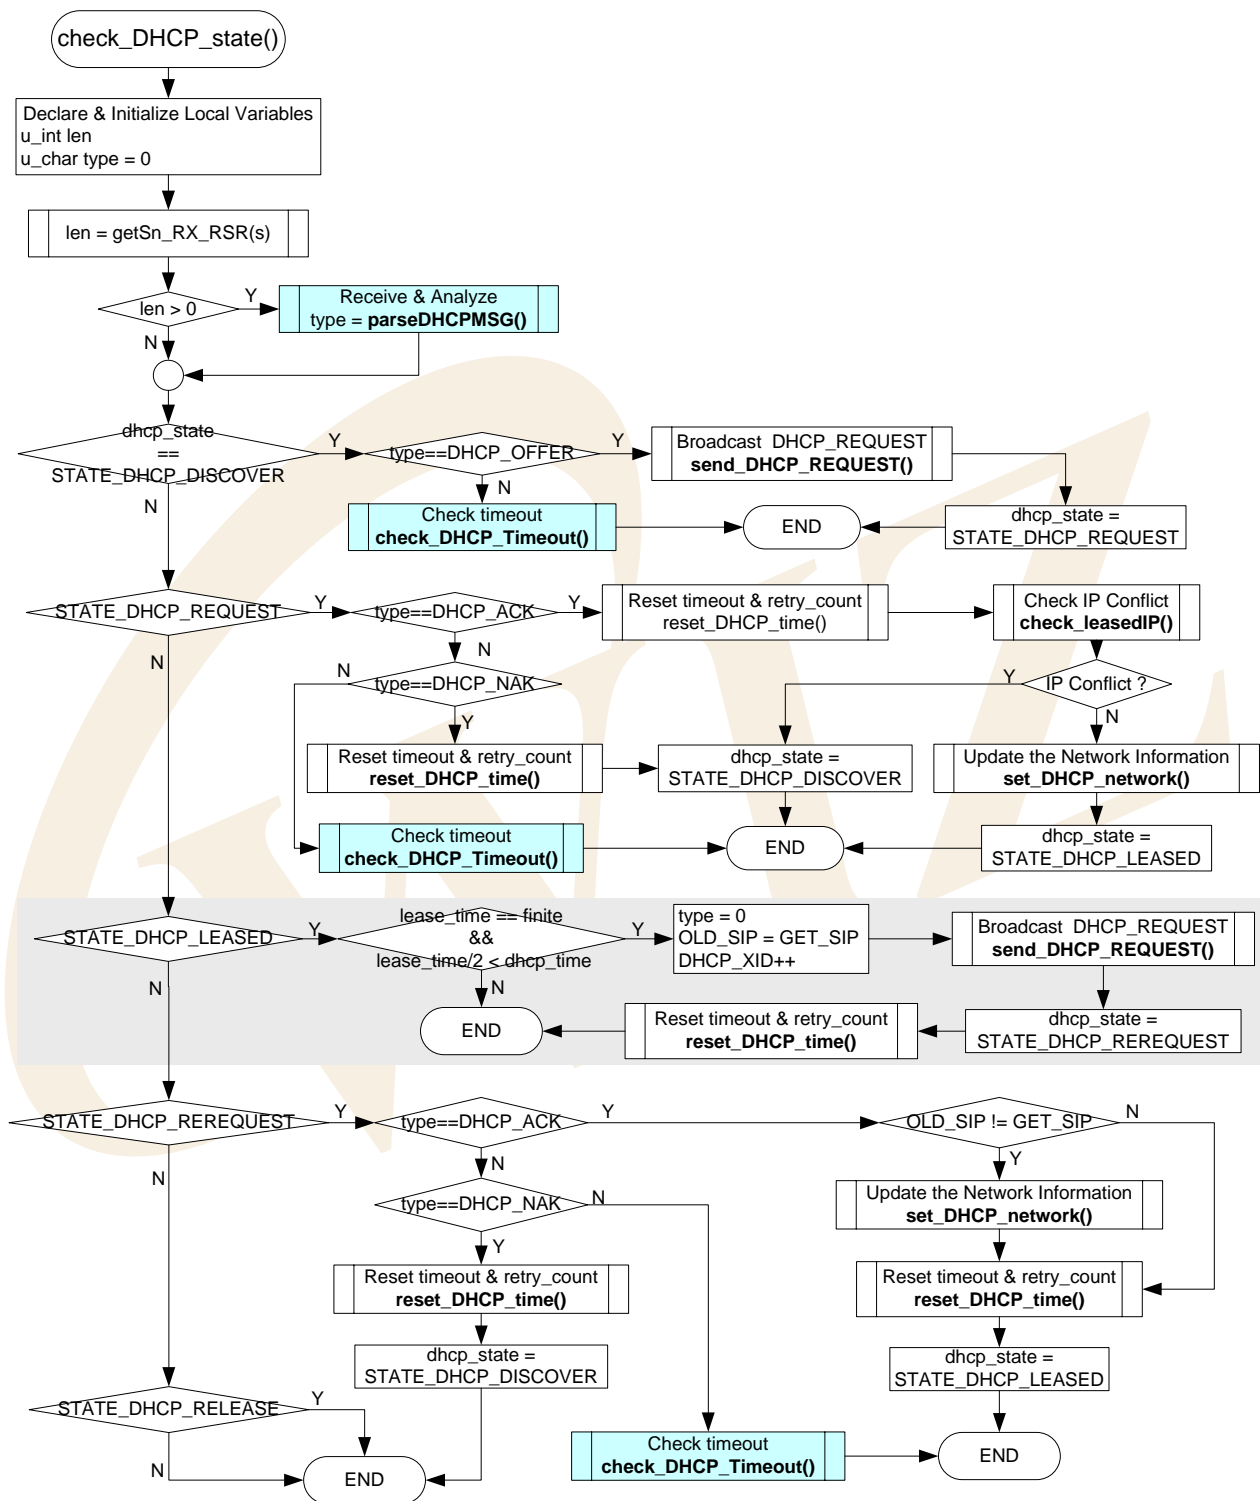 check_DHCP_state()
Declare & Initialize Local Variables
u_int len
u_char type = 0
len = getSn_RX_RSR(s)
len > 0
Y
Receive & Analyze
type = parseDHCPMSG()
N
dhcp_state
==
STATE_DHCP_DISCOVER
Y
type==DHCP_OFFER
Y
Broadcast DHCP_REQUEST
send_DHCP_REQUEST()
N
N
Check timeout
check_DHCP_Timeout()
END
dhcp_state =
STATE_DHCP_REQUEST
STATE_DHCP_REQUEST
Y
type==DHCP_ACK
Y
Reset timeout & retry_count
reset_DHCP_time()
Check IP Conflict
check_leasedIP()
N
N
N
type==DHCP_NAK
Y
IP Conflict ?
Y
N
Reset timeout & retry_count
reset_DHCP_time()
dhcp_state =
STATE_DHCP_DISCOVER
Update the Network Information
set_DHCP_network()
Check timeout
check_DHCP_Timeout()
END
dhcp_state =
STATE_DHCP_LEASED
STATE_DHCP_LEASED
Y
lease_time == finite
&&
lease_time/2 < dhcp_time
Y
type = 0
OLD_SIP = GET_SIP
DHCP_XID++
Broadcast DHCP_REQUEST
send_DHCP_REQUEST()
N
N
END
Reset timeout & retry_count
reset_DHCP_time()
dhcp_state =
STATE_DHCP_REREQUEST
STATE_DHCP_REREQUEST
Y
type==DHCP_ACK
Y
OLD_SIP != GET_SIP
N
N
N
Y
type==DHCP_NAK
N
Update the Network Information
set_DHCP_network()
Y
Reset timeout & retry_count
reset_DHCP_time()
Reset timeout & retry_count
reset_DHCP_time()
dhcp_state =
STATE_DHCP_DISCOVER
dhcp_state =
STATE_DHCP_LEASED
STATE_DHCP_RELEASE
Y
N
END
Check timeout
check_DHCP_Timeout()
END